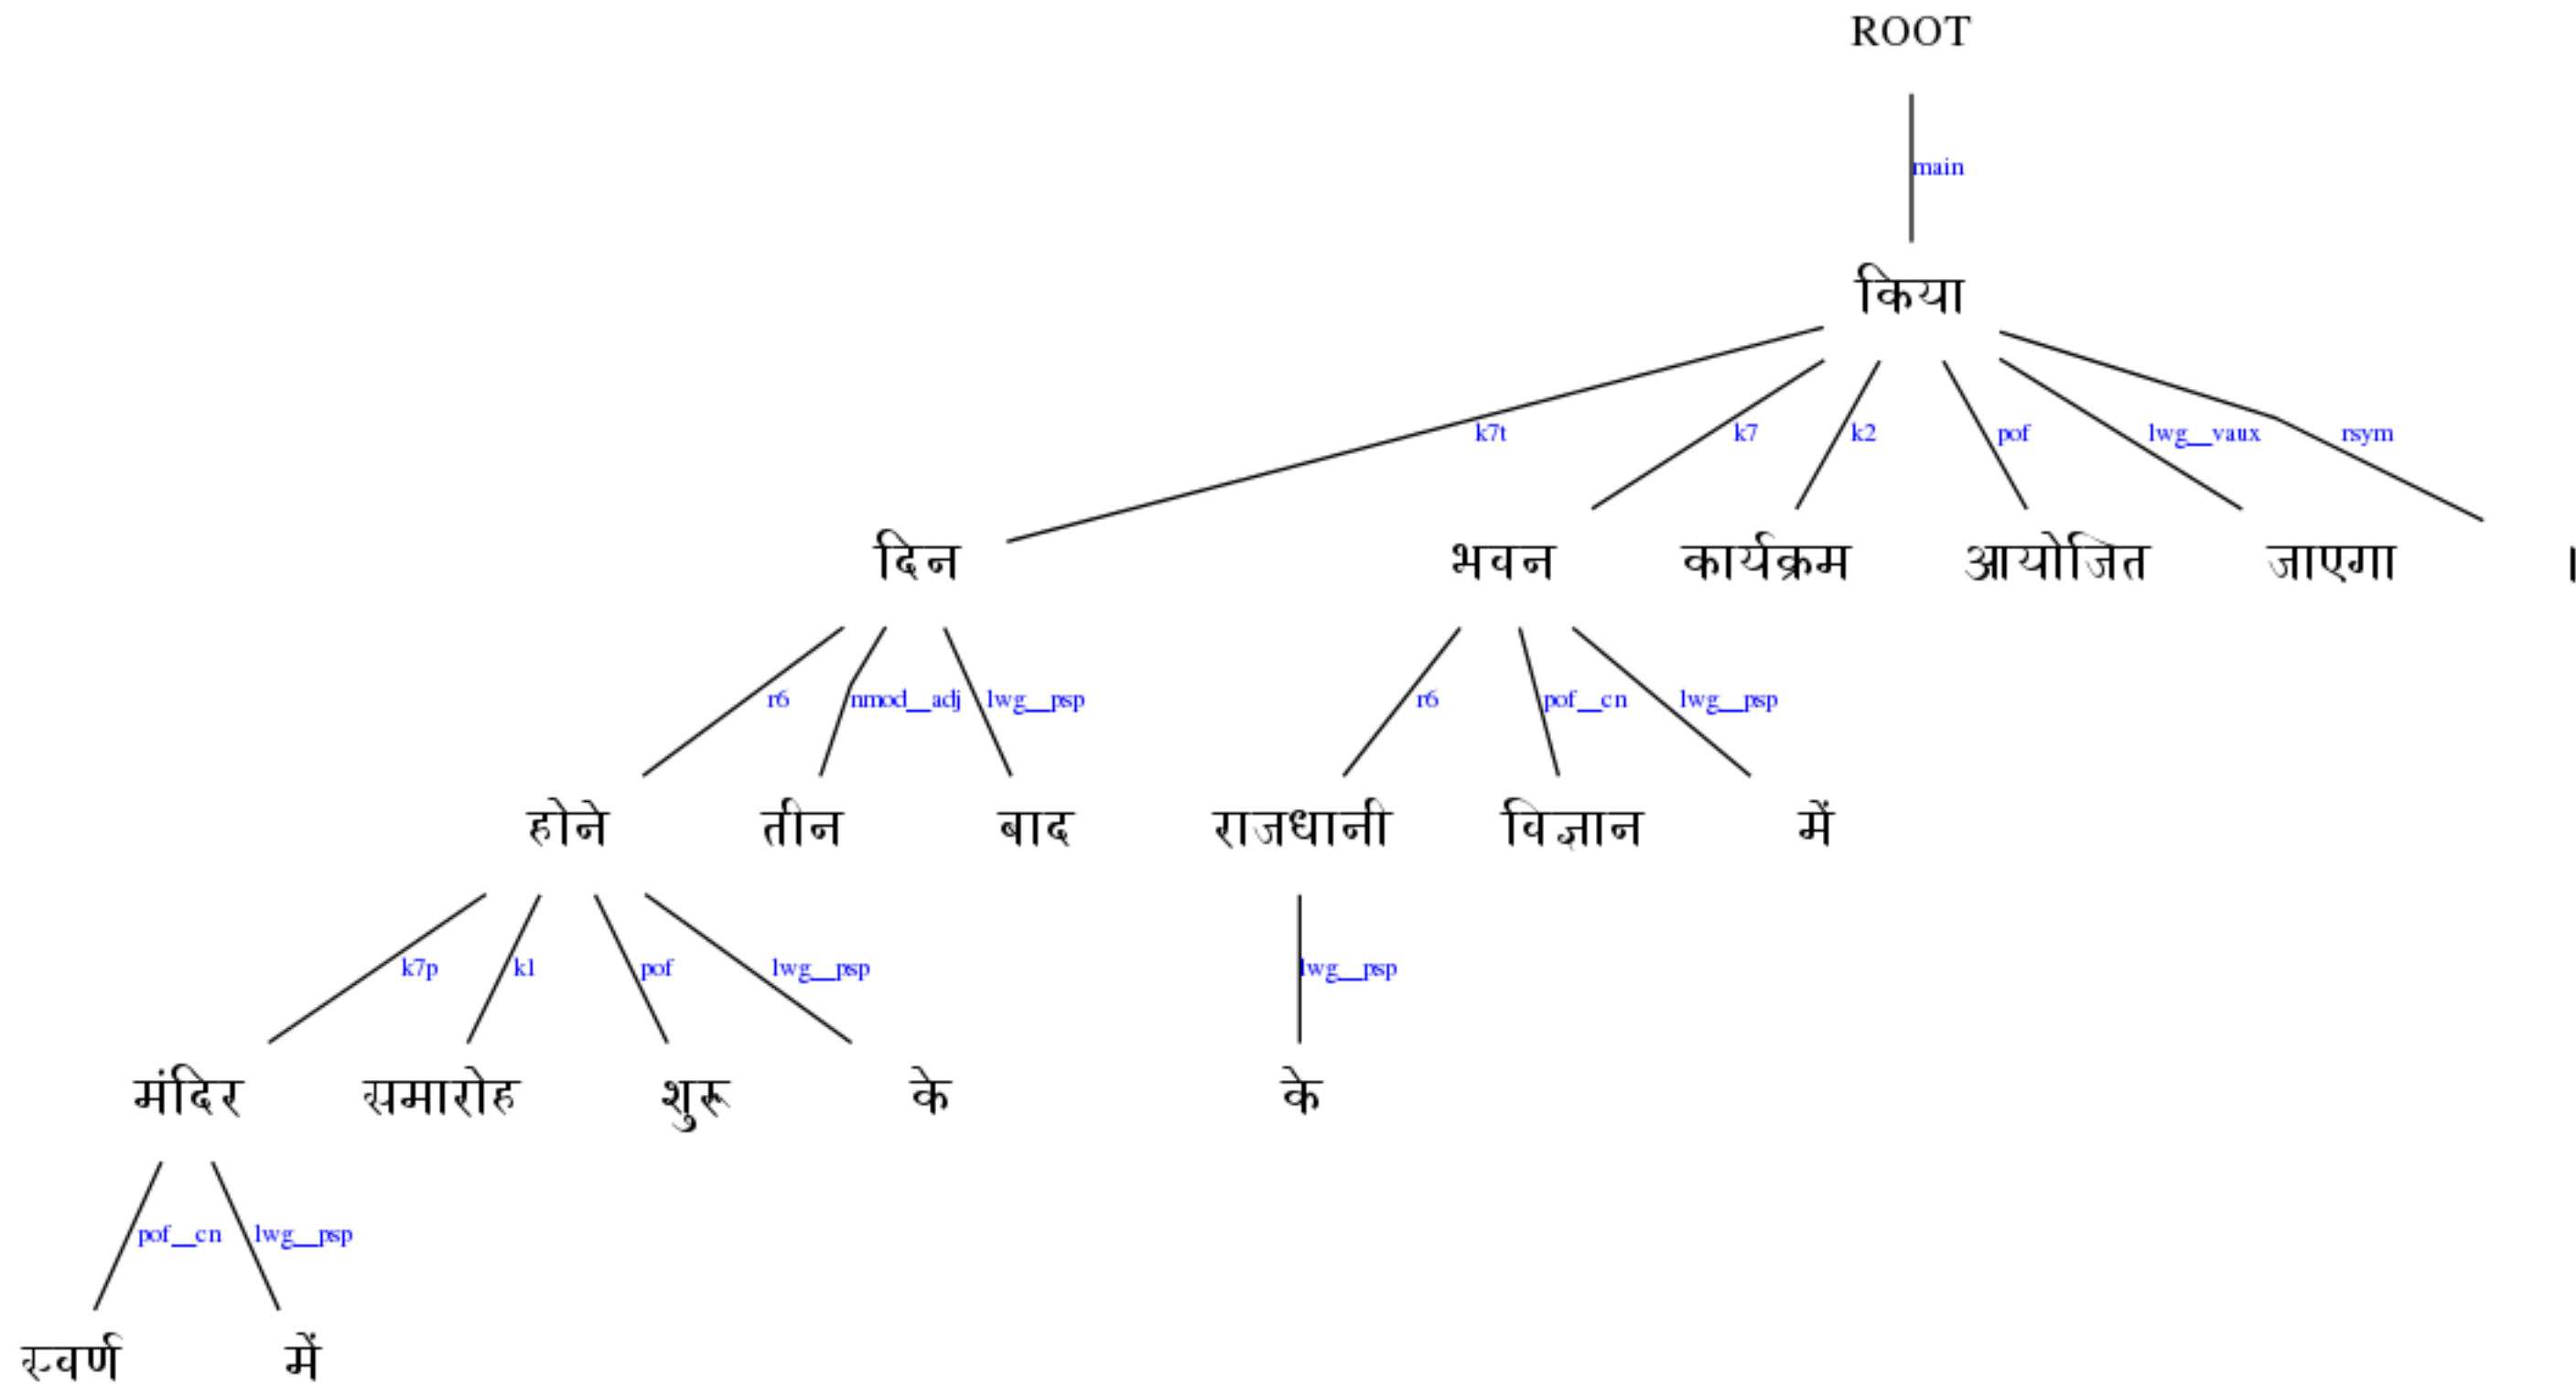 ROOT
main
किया
k7t k7 k2 pof lwg__vaux rsym
दिन भवन कार्यक्रम आयोजित जाएगा ।
r6 nmod__adj lwg__psp r6 pof__cn lwg__psp
होने तीन बाद राजधानी विज्ञान में
k7p k1 pof lwg__psp lwg__psp
मंदिर समारोह शुरू के के
pof__cn lwg__psp
स्वर्ण में